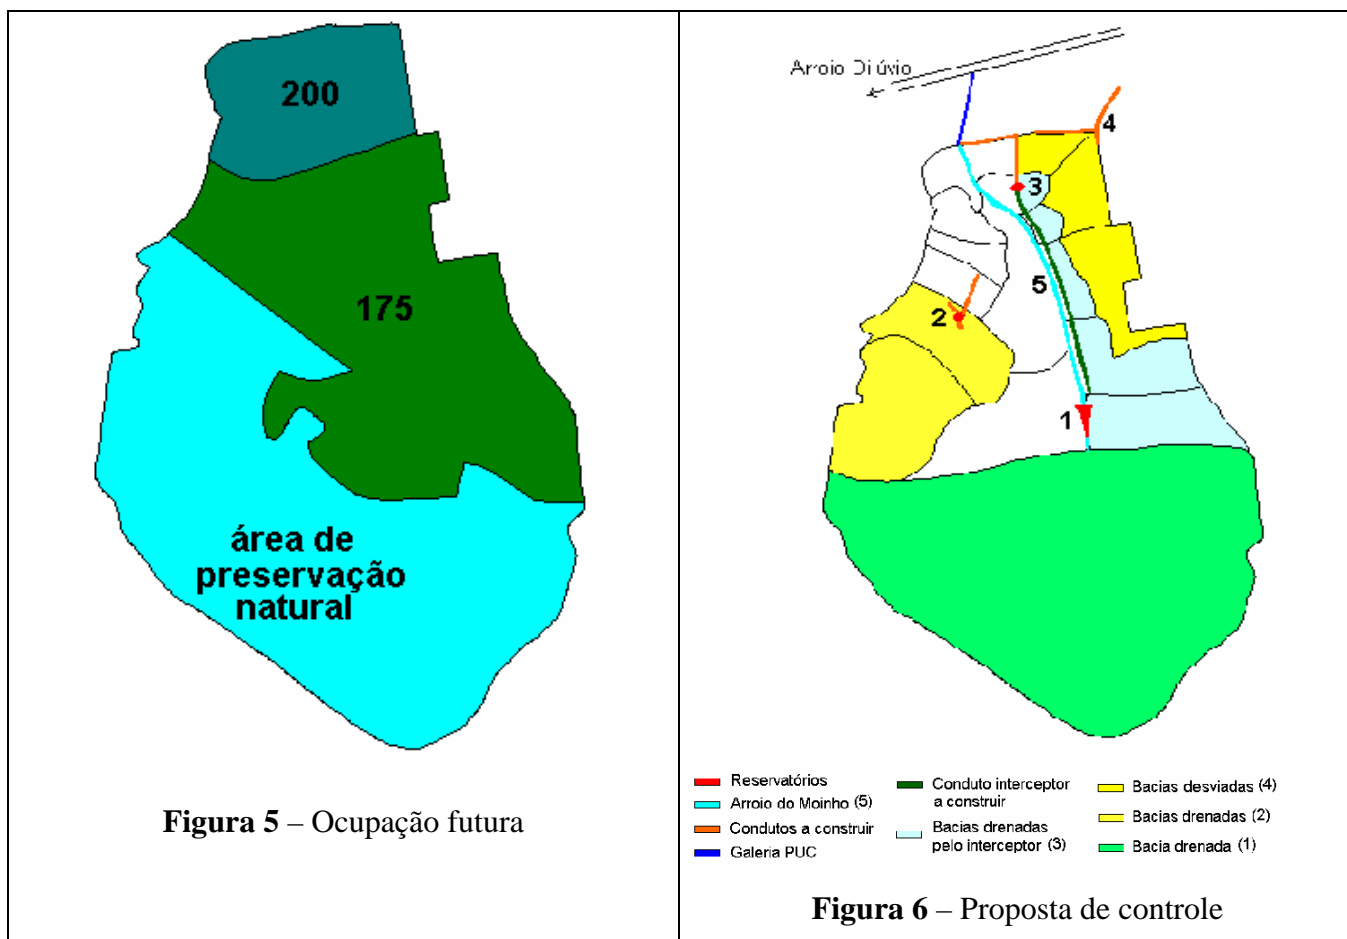 200
175
área de
preservação
natural
Figura 5 – Ocupação futura
Arroio Dilúvio
4
3
5
2
1
Reservatórios
Arroio do Moinho (5)
Condutos a construir
Galeria PUC
Conduto interceptor
a construir
Bacias drenadas
pelo interceptor (3)
Bacias desviadas (4)
Bacias drenadas (2)
Bacia drenada (1)
Figura 6 – Proposta de controle